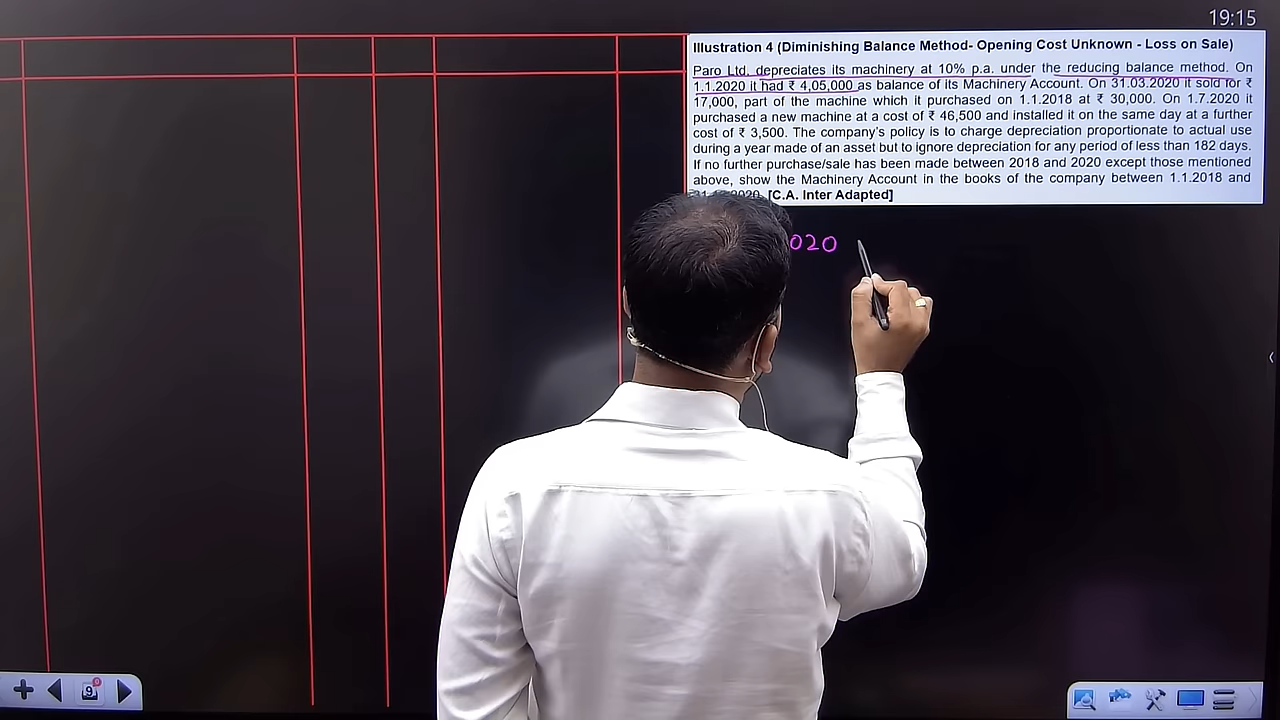 19:15
Illustration 4 (Diminishing Balance Method- Opening Cost Unknown - Loss on Sale)
Paro Ltd. depreciates its machinery at 10% p.a. under the reducing balance method. On
1.1.2020 it had ₹ 4,05,000 as balance of its Machinery Account. On 31.03.2020 it sold for ₹
17,000, part of the machine which it purchased on 1.1.2018 at ₹ 30,000. On 1.7.2020 it
purchased a new machine at a cost of ₹ 46,500 and installed it on the same day at a further
cost of ₹ 3,500. The company's policy is to charge depreciation proportionate to actual use
during a year made of an asset but to ignore depreciation for any period of less than 182 days.
If no further purchase/sale has been made between 2018 and 2020 except those mentioned
above, show the Machinery Account in the books of the company between 1.1.2018 and
[C.A. Inter Adapted]
020
9